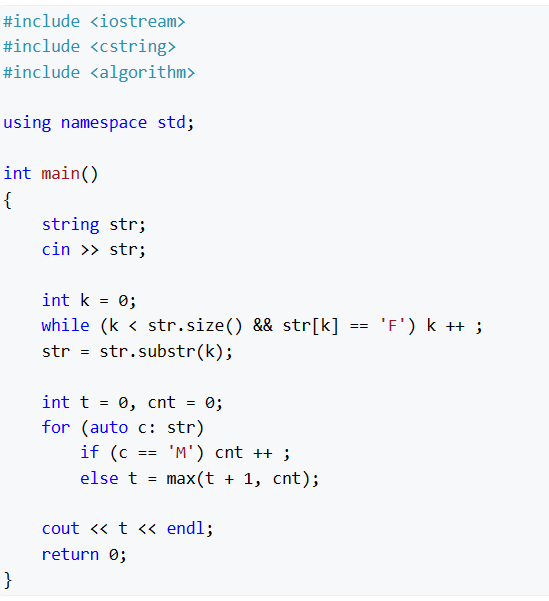 #include <iostream>
#include <cstring>
#include <algorithm>

using namespace std;

int main()
{
    string str;
    cin >> str;

    int k = 0;
    while (k < str.size() && str[k] == 'F') k ++ ;
    str = str.substr(k);

    int t = 0, cnt = 0;
    for (auto c: str)
        if (c == 'M') cnt ++ ;
        else t = max(t + 1, cnt);

    cout << t << endl;
    return 0;
}